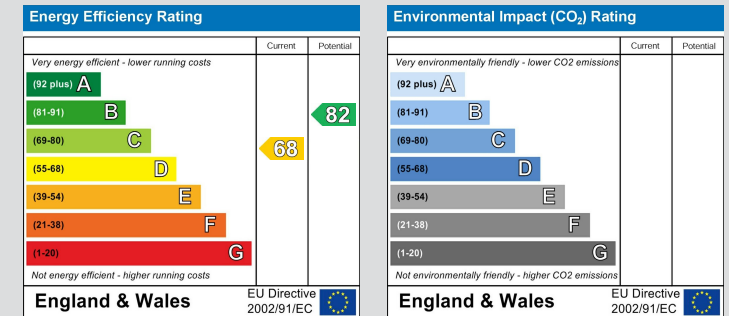 Energy Efficiency Rating
Current Potential
Very energy efficient - lower running costs
(92 plus) A
(81-91) B
82
(69-80) C
68
(55-68) D
(39-54) E
(21-38) F
(1-20) G
Not energy efficient - higher running costs
England & Wales
EU Directive
2002/91/EC
Environmental Impact (CO₂) Rating
Current Potential
Very environmentally friendly - lower CO2 emissions
(92 plus) A
(81-91) B
(69-80) C
(55-68) D
(39-54) E
(21-38) F
(1-20) G
Not environmentally friendly - higher CO2 emissions
England & Wales
EU Directive
2002/91/EC